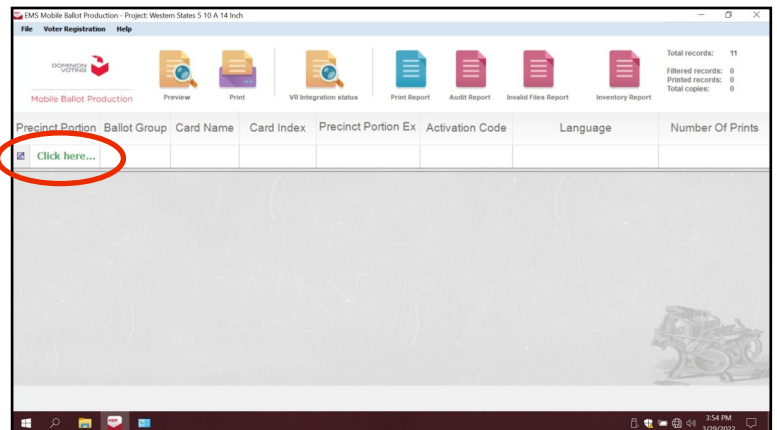 EMS Mobile Ballot Production - Project: Western States 5 10 A 14 Inch
File Voter Registration Help
DOMINION VOTING
Mobile Ballot Production
Preview Print VR Integration status Print Report Audit Report Invalid Files Report Inventory Report
Total records: 11
Filtered records: 0
Printed records: 0
Total copies: 0
Precinct Portion Ballot Group Card Name Card Index Precinct Portion Ex Activation Code Language Number Of Prints
Click here...
3:54 PM
3/29/2022